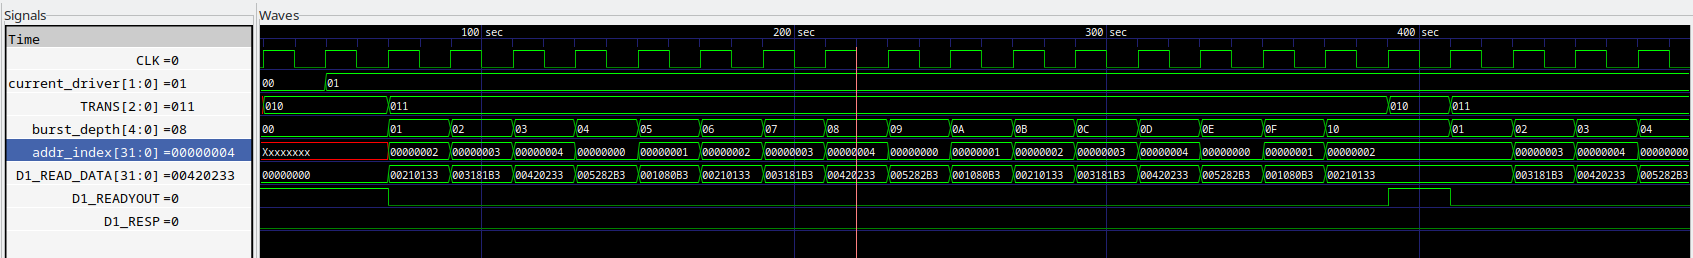 Signals Waves
Time 100 sec 200 sec 300 sec 400 sec
CLK =0
current_driver[1:0] =01 00 01
TRANS[2:0] =011 010 011 010 011
burst_depth[4:0] =08 00 01 02 03 04 05 06 07 08 09 0A 0B 0C 0D 0E 0F 10 01 02 03 04
addr_index[31:0] =00000004 Xxxxxxxx 00000002 00000003 00000004 00000000 00000001 00000002 00000003 00000004 00000000 00000001 00000002 00000003 00000004 00000000 00000001 00000002 00000003 00000004 00000000
D1_READ_DATA[31:0] =00420233 00000000 00210133 003181B3 00420233 005282B3 001080B3 00210133 003181B3 00420233 005282B3 001080B3 00210133 003181B3 00420233 005282B3 001080B3 00210133 003181B3 00420233 005282B3
D1_READYOUT =0
D1_RESP =0